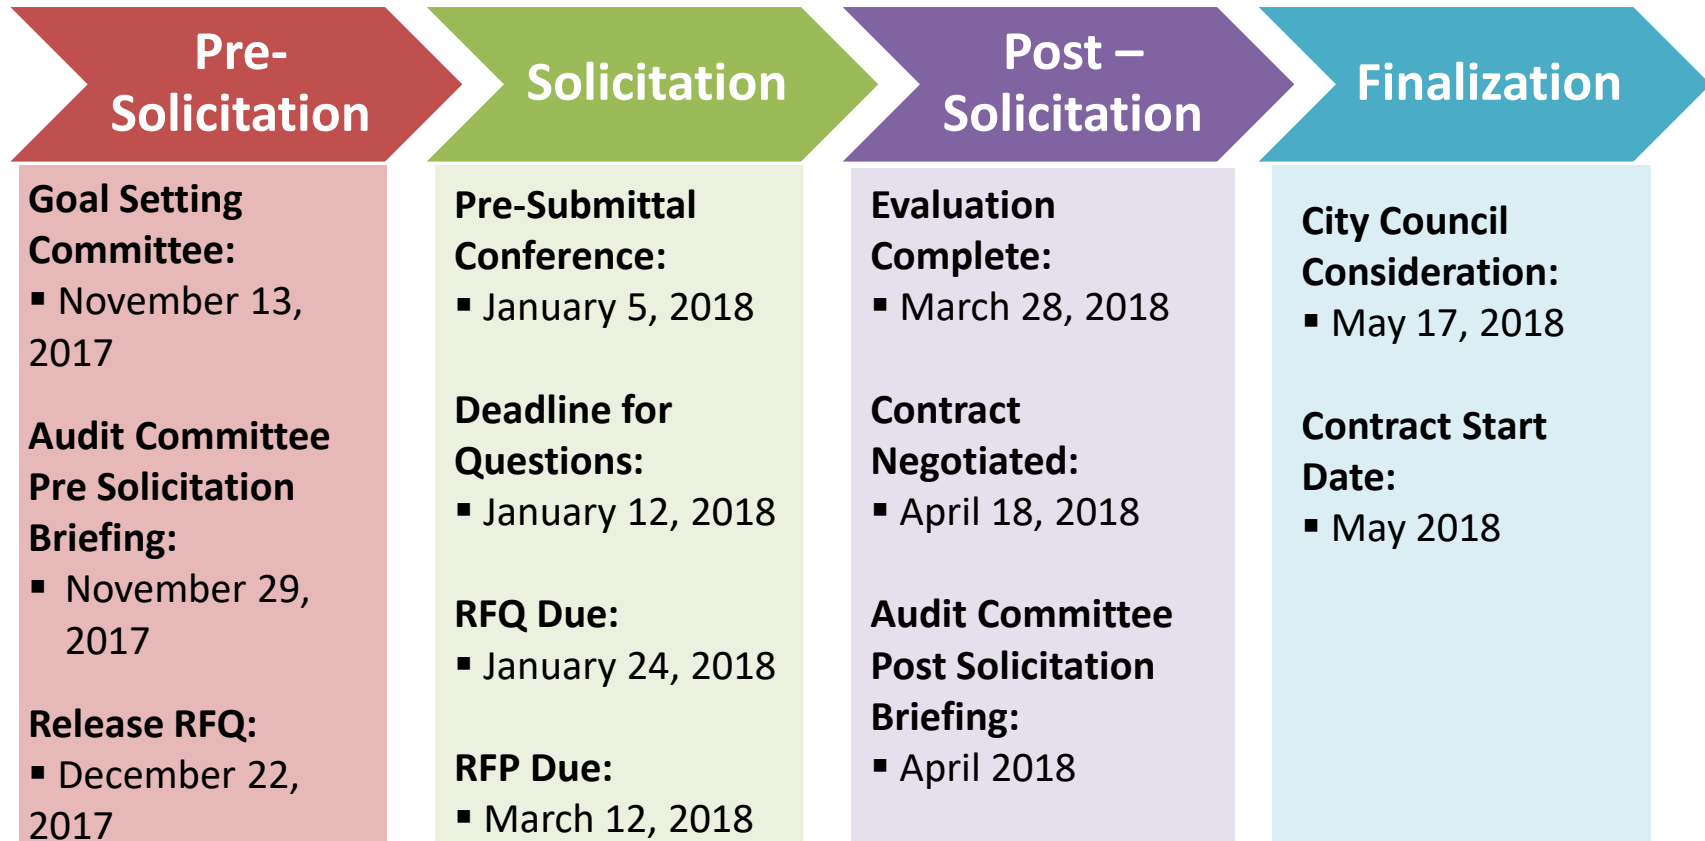 Pre-
Solicitation
Solicitation
Post –
Solicitation
Finalization
Goal Setting
Committee:
▪ November 13,
2017
Audit Committee
Pre Solicitation
Briefing:
▪ November 29,
2017
Release RFQ:
▪ December 22,
2017
Pre-Submittal
Conference:
▪ January 5, 2018
Deadline for
Questions:
▪ January 12, 2018
RFQ Due:
▪ January 24, 2018
RFP Due:
▪ March 12, 2018
Evaluation
Complete:
▪ March 28, 2018
Contract
Negotiated:
▪ April 18, 2018
Audit Committee
Post Solicitation
Briefing:
▪ April 2018
City Council
Consideration:
▪ May 17, 2018
Contract Start
Date:
▪ May 2018